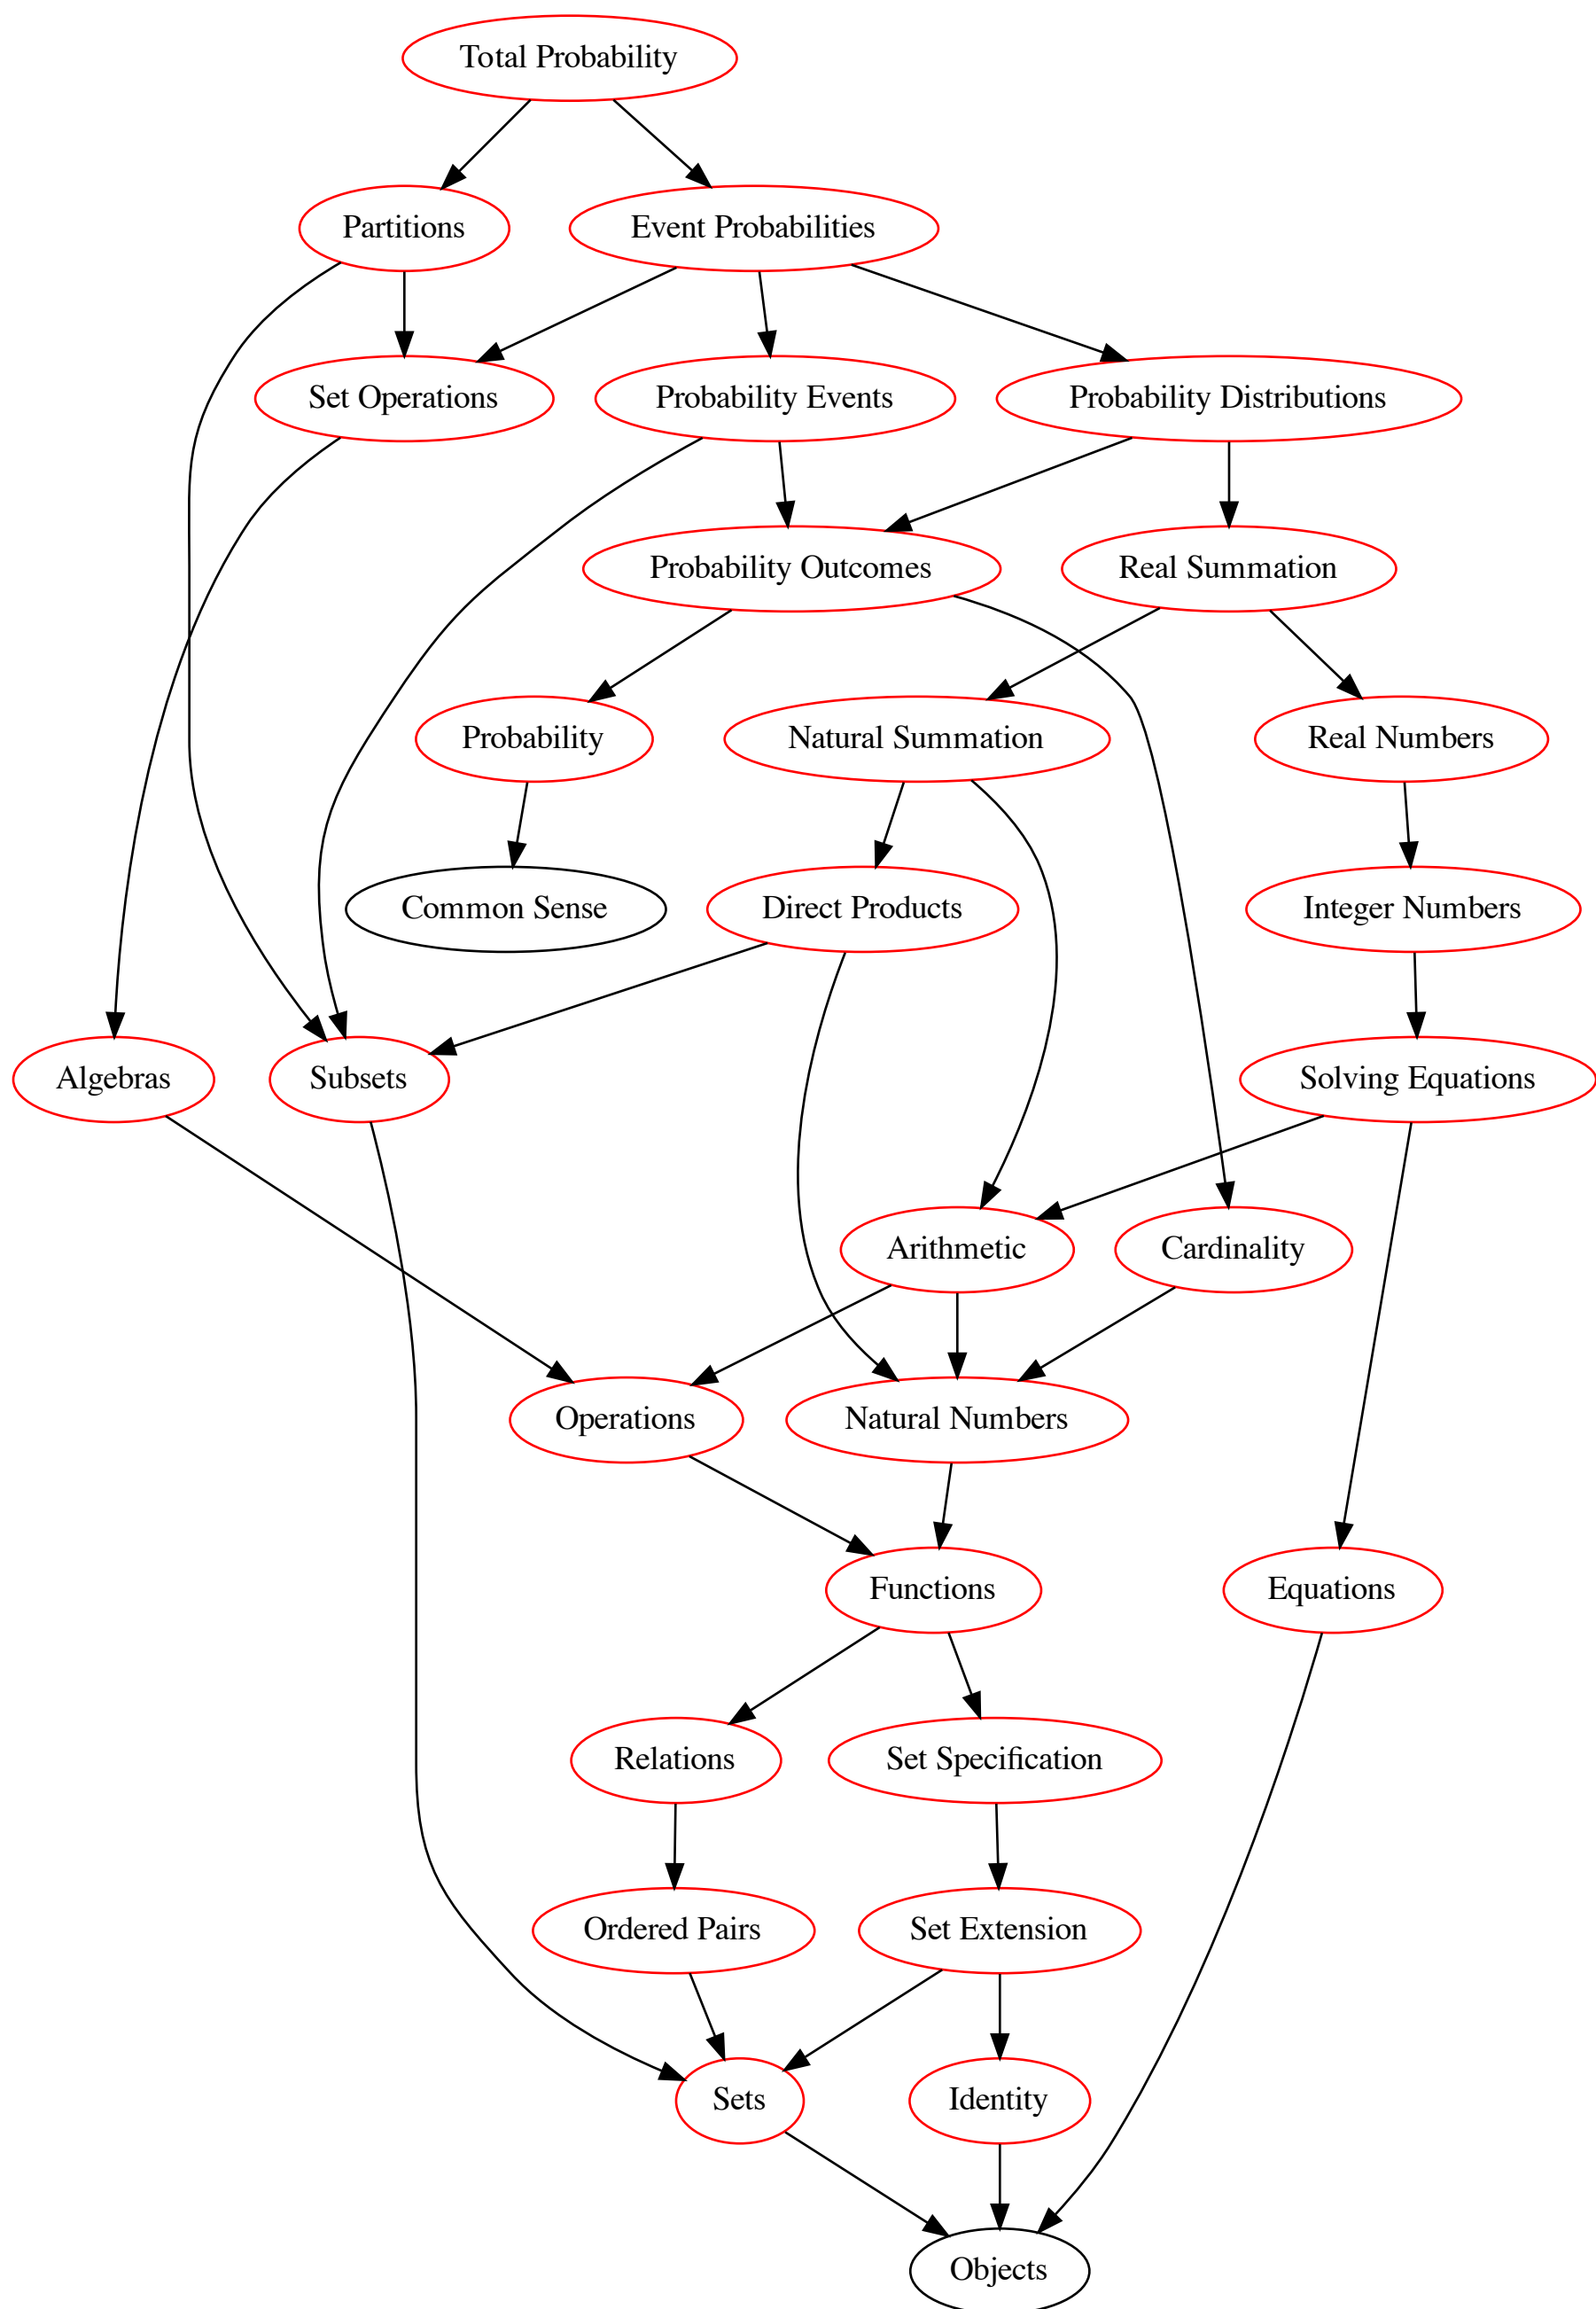 Total Probability
Partitions
Event Probabilities
Set Operations
Probability Events
Probability Distributions
Probability Outcomes
Real Summation
Probability
Natural Summation
Real Numbers
Common Sense
Direct Products
Integer Numbers
Algebras
Subsets
Solving Equations
Arithmetic
Cardinality
Operations
Natural Numbers
Functions
Equations
Relations
Set Specification
Ordered Pairs
Set Extension
Sets
Identity
Objects